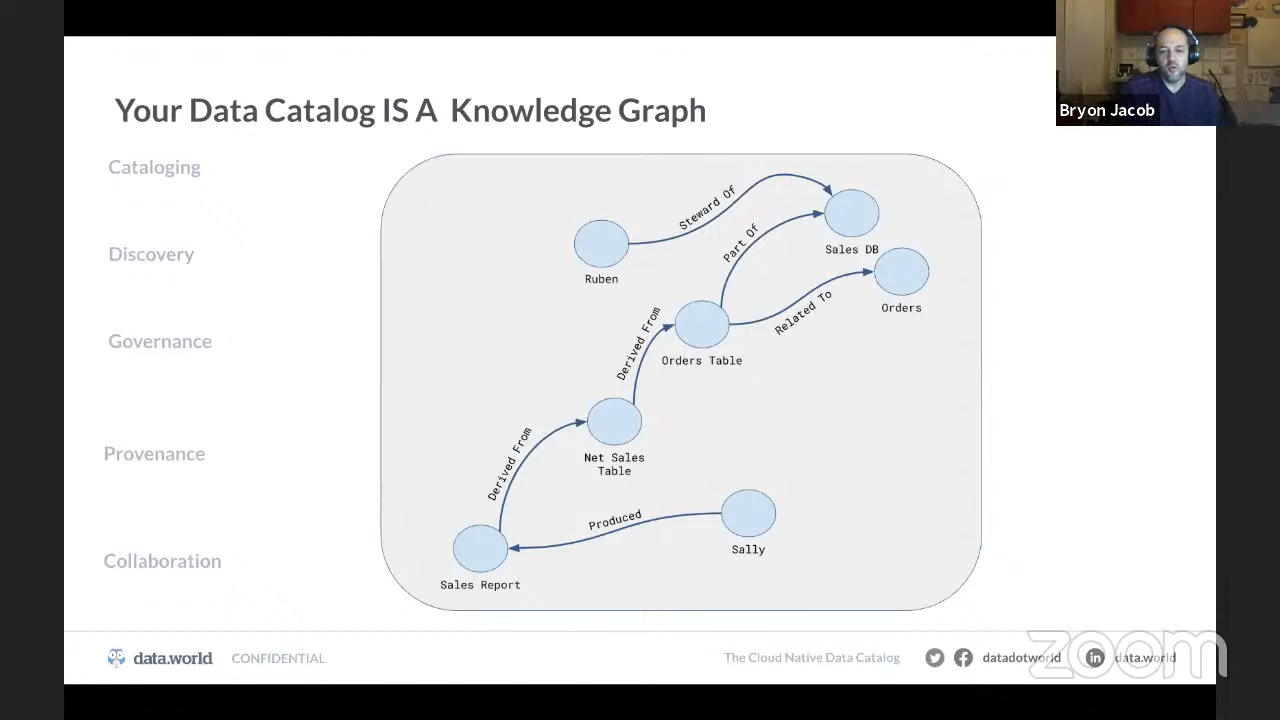 Bryon Jacob
Your Data Catalog IS A Knowledge Graph
Cataloging
Discovery
Governance
Provenance
Collaboration
Steward Of
Part Of
Sales DB
Ruben
Related To
Orders
Derived From
Orders Table
Derived From
Net Sales
Table
Produced
Sally
Sales Report
data.world
CONFIDENTIAL
The Cloud Native Data Catalog
datadotworld
in
data.world
zoom